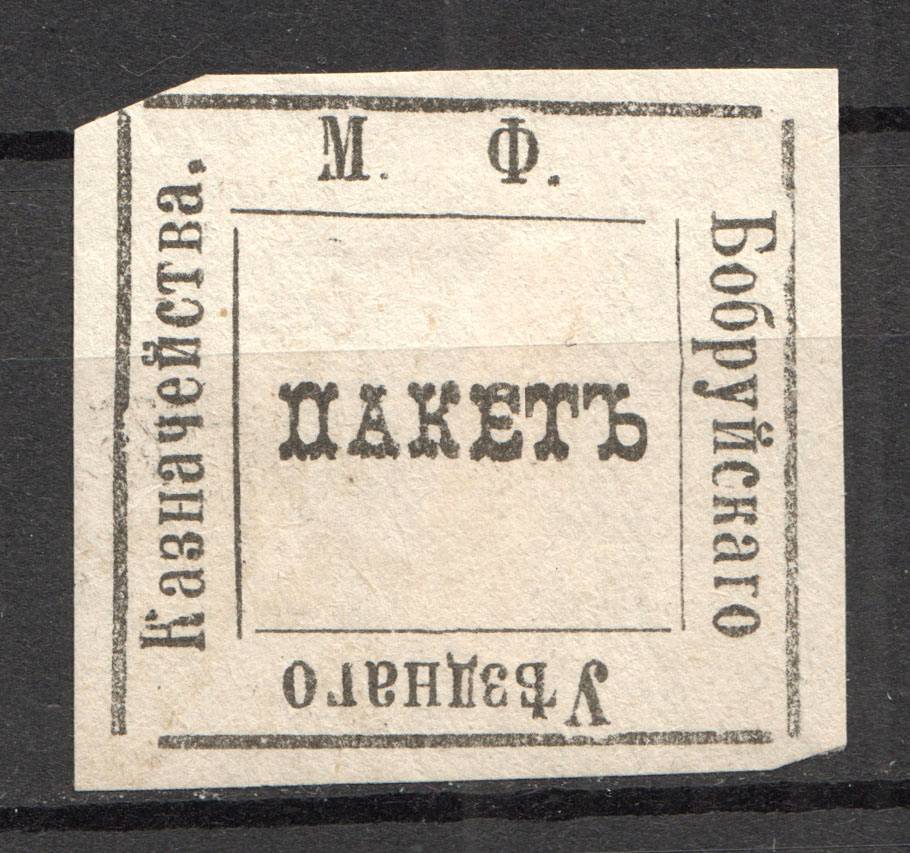 М. Ф.
Бобруйскаго
Уѣзднаго
Казначейства.
ПАКЕТЪ